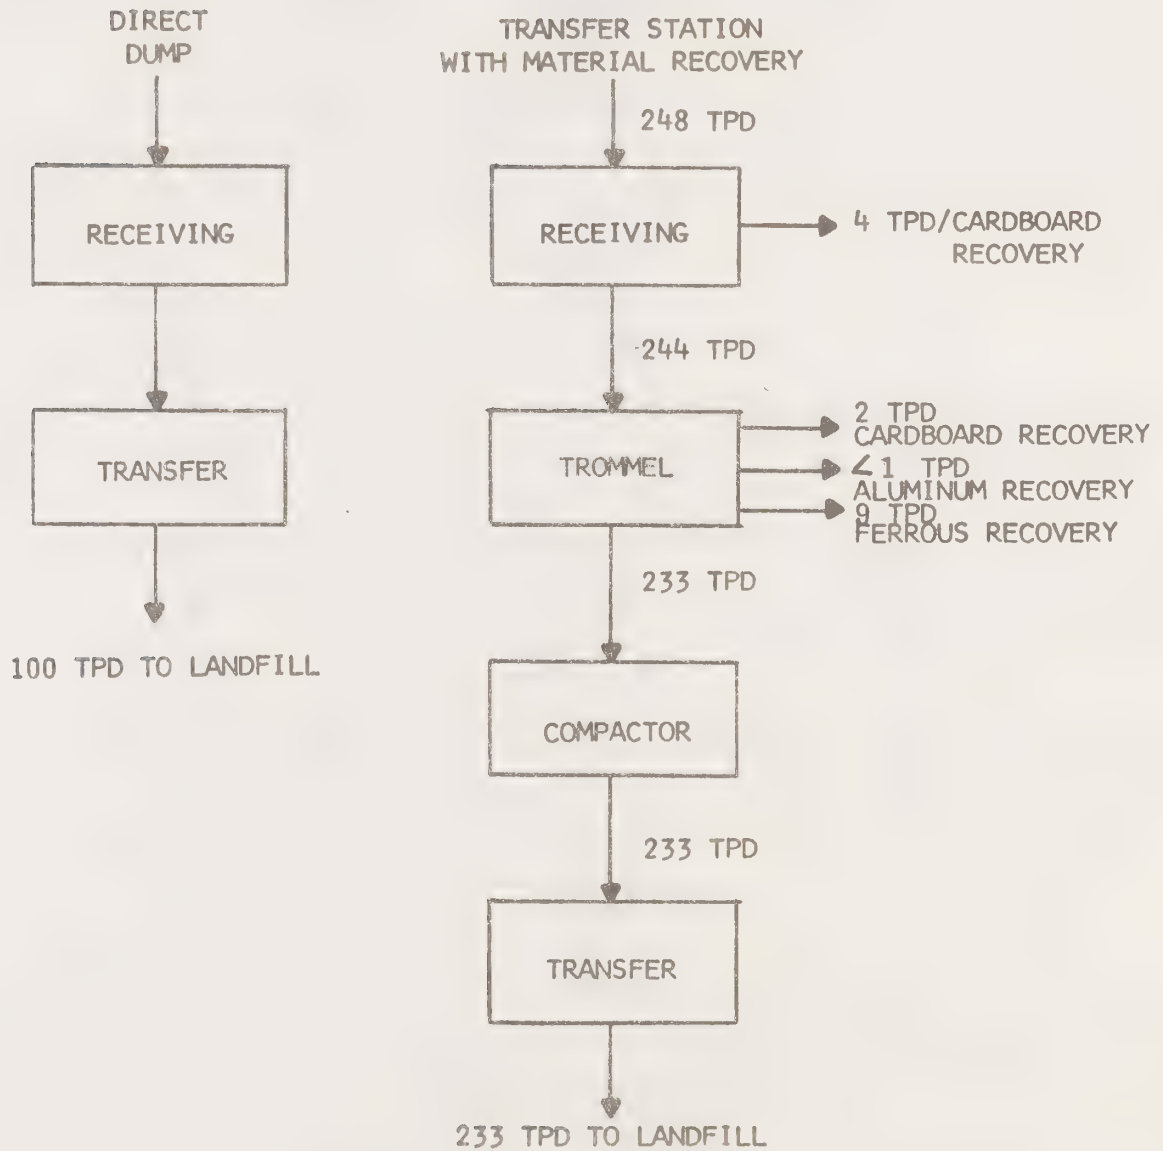 DIRECT
DUMP
RECEIVING
TRANSFER
100 TPD TO LANDFILL
TRANSFER STATION
WITH MATERIAL RECOVERY
248 TPD
RECEIVING
4 TPD/CARDBOARD
RECOVERY
244 TPD
TROMMEL
2 TPD
CARDBOARD RECOVERY
<1 TPD
ALUMINUM RECOVERY
9 TPD
FERROUS RECOVERY
233 TPD
COMPACTOR
233 TPD
TRANSFER
233 TPD TO LANDFILL